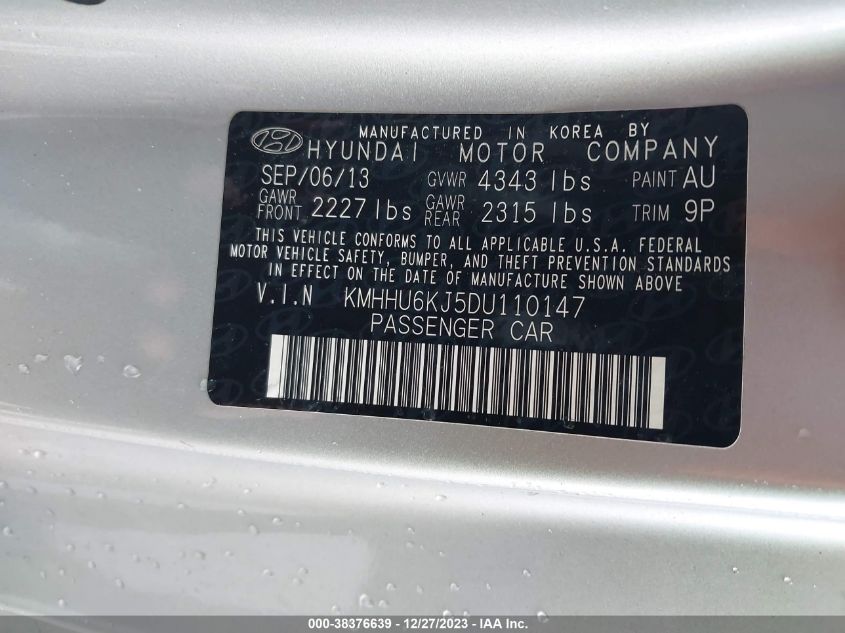 MANUFACTURED IN KOREA BY
HYUNDAI MOTOR COMPANY
SEP/06/13 GVWR 4343 lbs PAINT AU
GAWR FRONT 2227 lbs GAWR REAR 2315 lbs TRIM 9P
THIS VEHICLE CONFORMS TO ALL APPLICABLE U.S.A. FEDERAL
MOTOR VEHICLE SAFETY, BUMPER, AND THEFT PREVENTION STANDARDS
IN EFFECT ON THE DATE OF MANUFACTURE SHOWN ABOVE
V.I.N KMHHU6KJ5DU110147
PASSENGER CAR
000-38376639 - 12/27/2023 - IAA Inc.